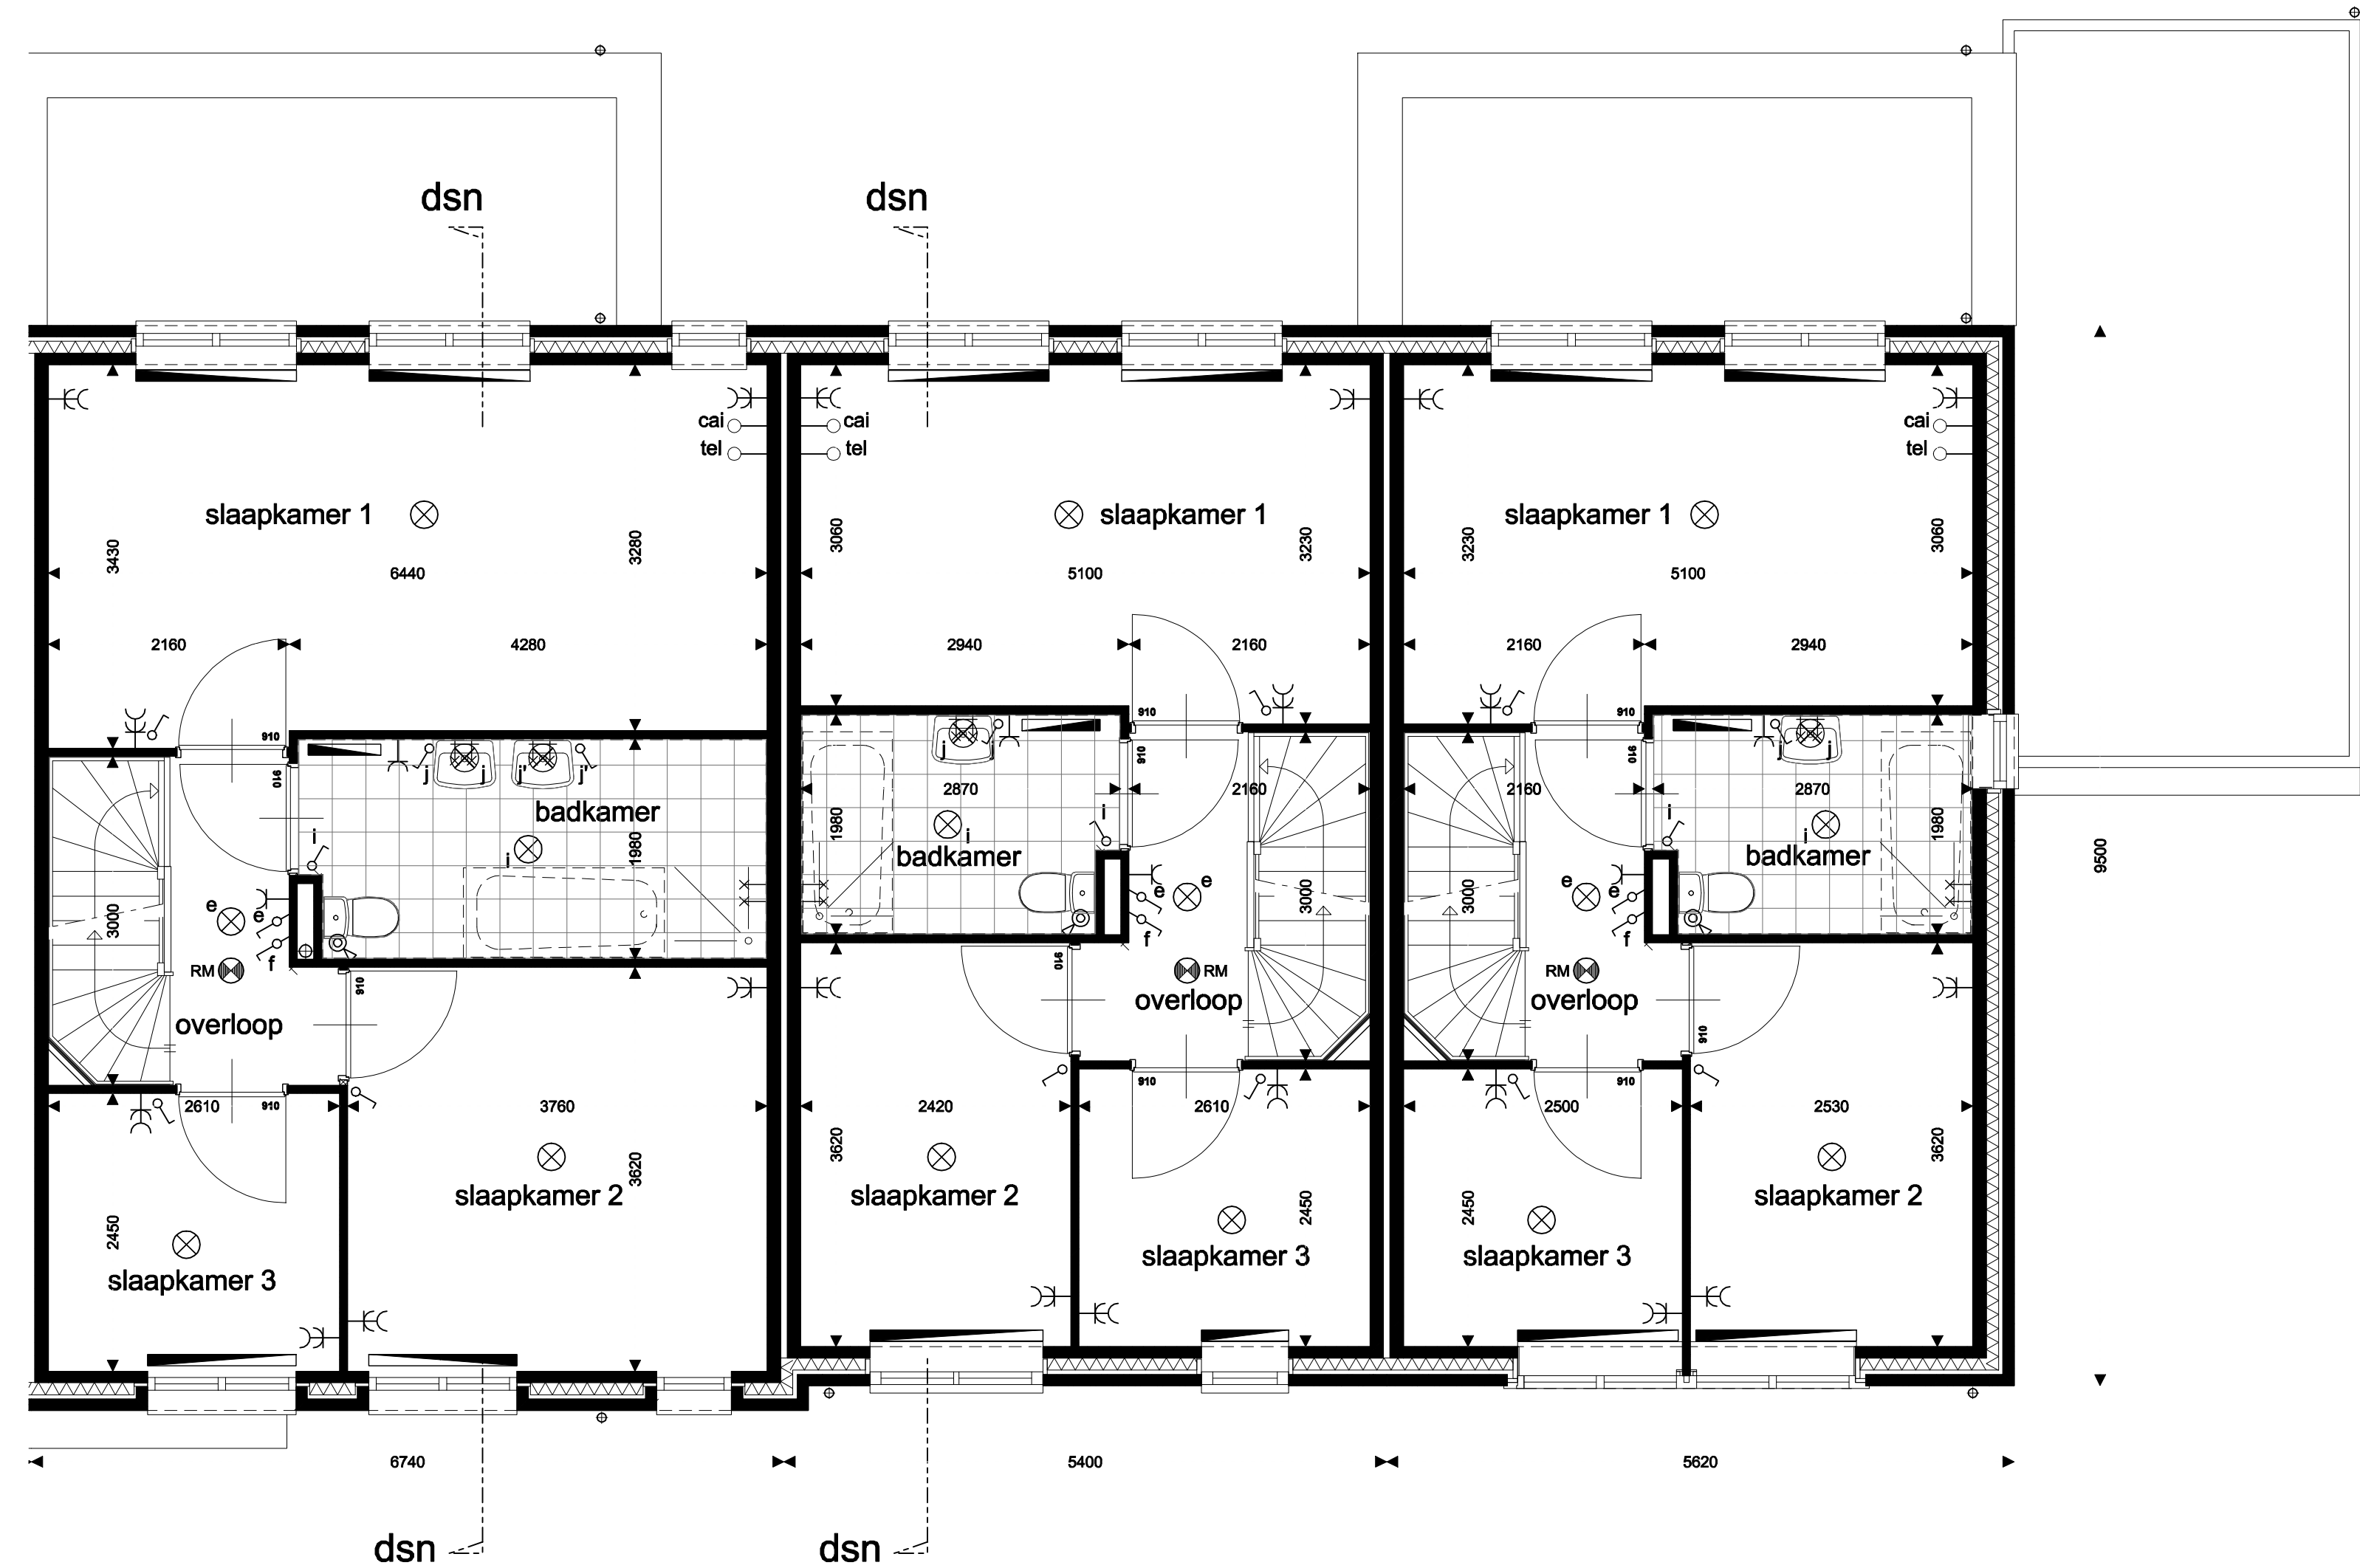 dsn dsn
cai cai cai
tel tel tel
slaapkamer 1 slaapkamer 1 slaapkamer 1
3430 3280 3060 3230 3230 3060
6440 5100 5100
2160 4280 2940 2160 2160 2940
910 910 910
910 910 910
j j j' j' j j j j
2870 2160 2160 2870
badkamer
i i i
1980 1980 1980
i i i
badkamer badkamer
9500
e e e e e e
3000 3000 3000
f f f
RM RM RM
910 910 910
overloop overloop
overloop
910 910 910
2610 3760 2420 2610 2500 2530
3620 3620 3620
slaapkamer 2 slaapkamer 2 slaapkamer 2
2450 2450 2450
slaapkamer 3 slaapkamer 3
slaapkamer 3
6740 5400 5620
dsn dsn